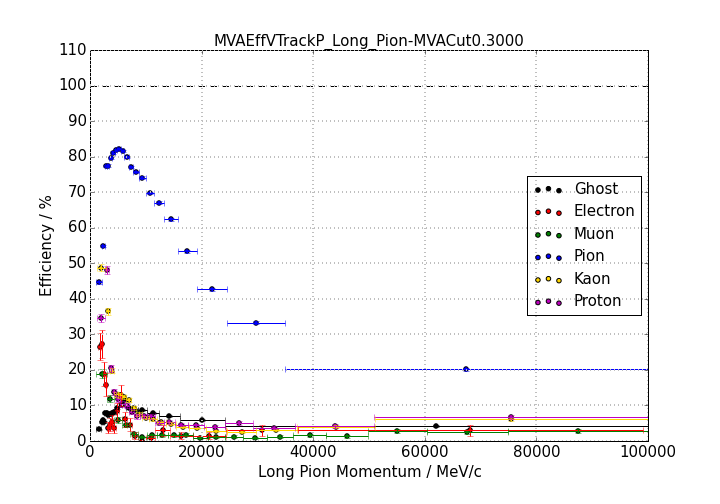 MVAEffVTrackP_Long_Pion-MVACut0.3000
110
100
90
80
70
60
50
40
30
20
10
0
Efficiency / %
Ghost
Electron
Muon
Pion
Kaon
Proton
0 20000 40000 60000 80000 100000
Long Pion Momentum / MeV/c